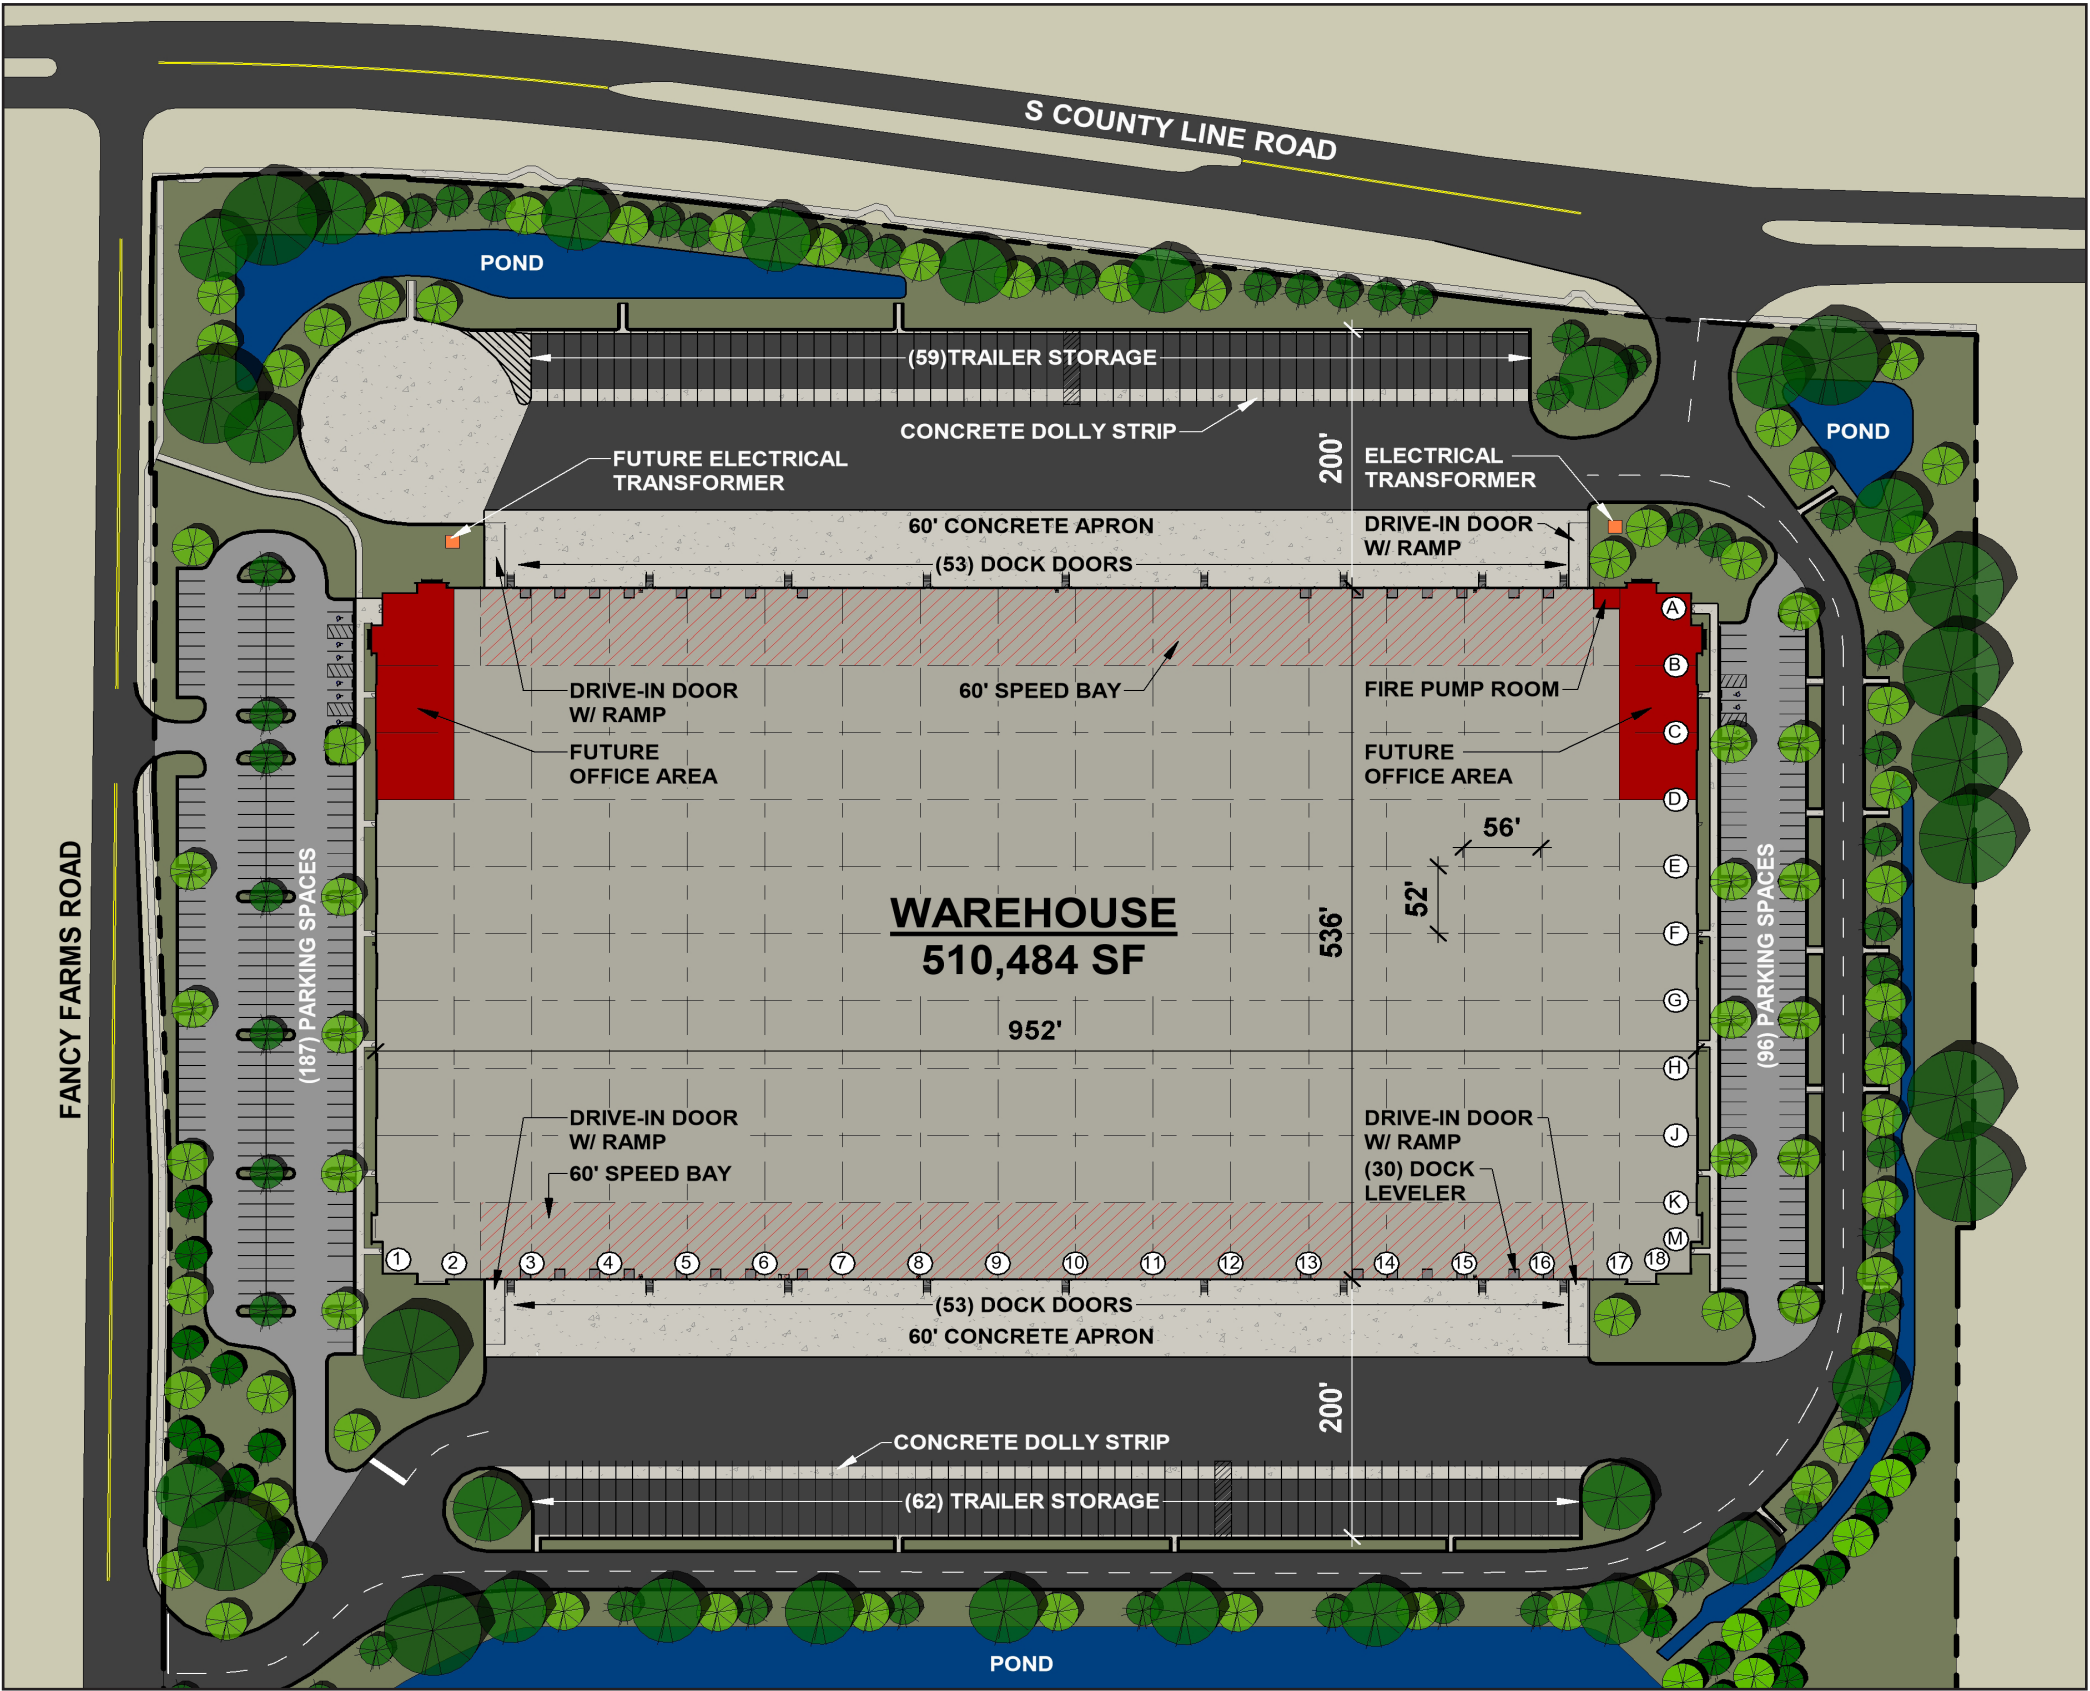 S COUNTY LINE ROAD
POND
(59)TRAILER STORAGE
CONCRETE DOLLY STRIP
POND
200'
FUTURE ELECTRICAL
TRANSFORMER
ELECTRICAL
TRANSFORMER
60' CONCRETE APRON
DRIVE-IN DOOR
W/ RAMP
(53) DOCK DOORS
A
B
DRIVE-IN DOOR
W/ RAMP
60' SPEED BAY
FIRE PUMP ROOM
C
FUTURE
OFFICE AREA
FUTURE
OFFICE AREA
D
56'
E
52'
FANCY FARMS ROAD
(187) PARKING SPACES
WAREHOUSE
510,484 SF
536'
F
(96) PARKING SPACES
G
952'
H
DRIVE-IN DOOR
W/ RAMP
60' SPEED BAY
DRIVE-IN DOOR
W/ RAMP
(30) DOCK
LEVELER
J
K
M
1 2 3 4 5 6 7 8 9 10 11 12 13 14 15 16 17 18
(53) DOCK DOORS
60' CONCRETE APRON
200'
CONCRETE DOLLY STRIP
(62) TRAILER STORAGE
POND